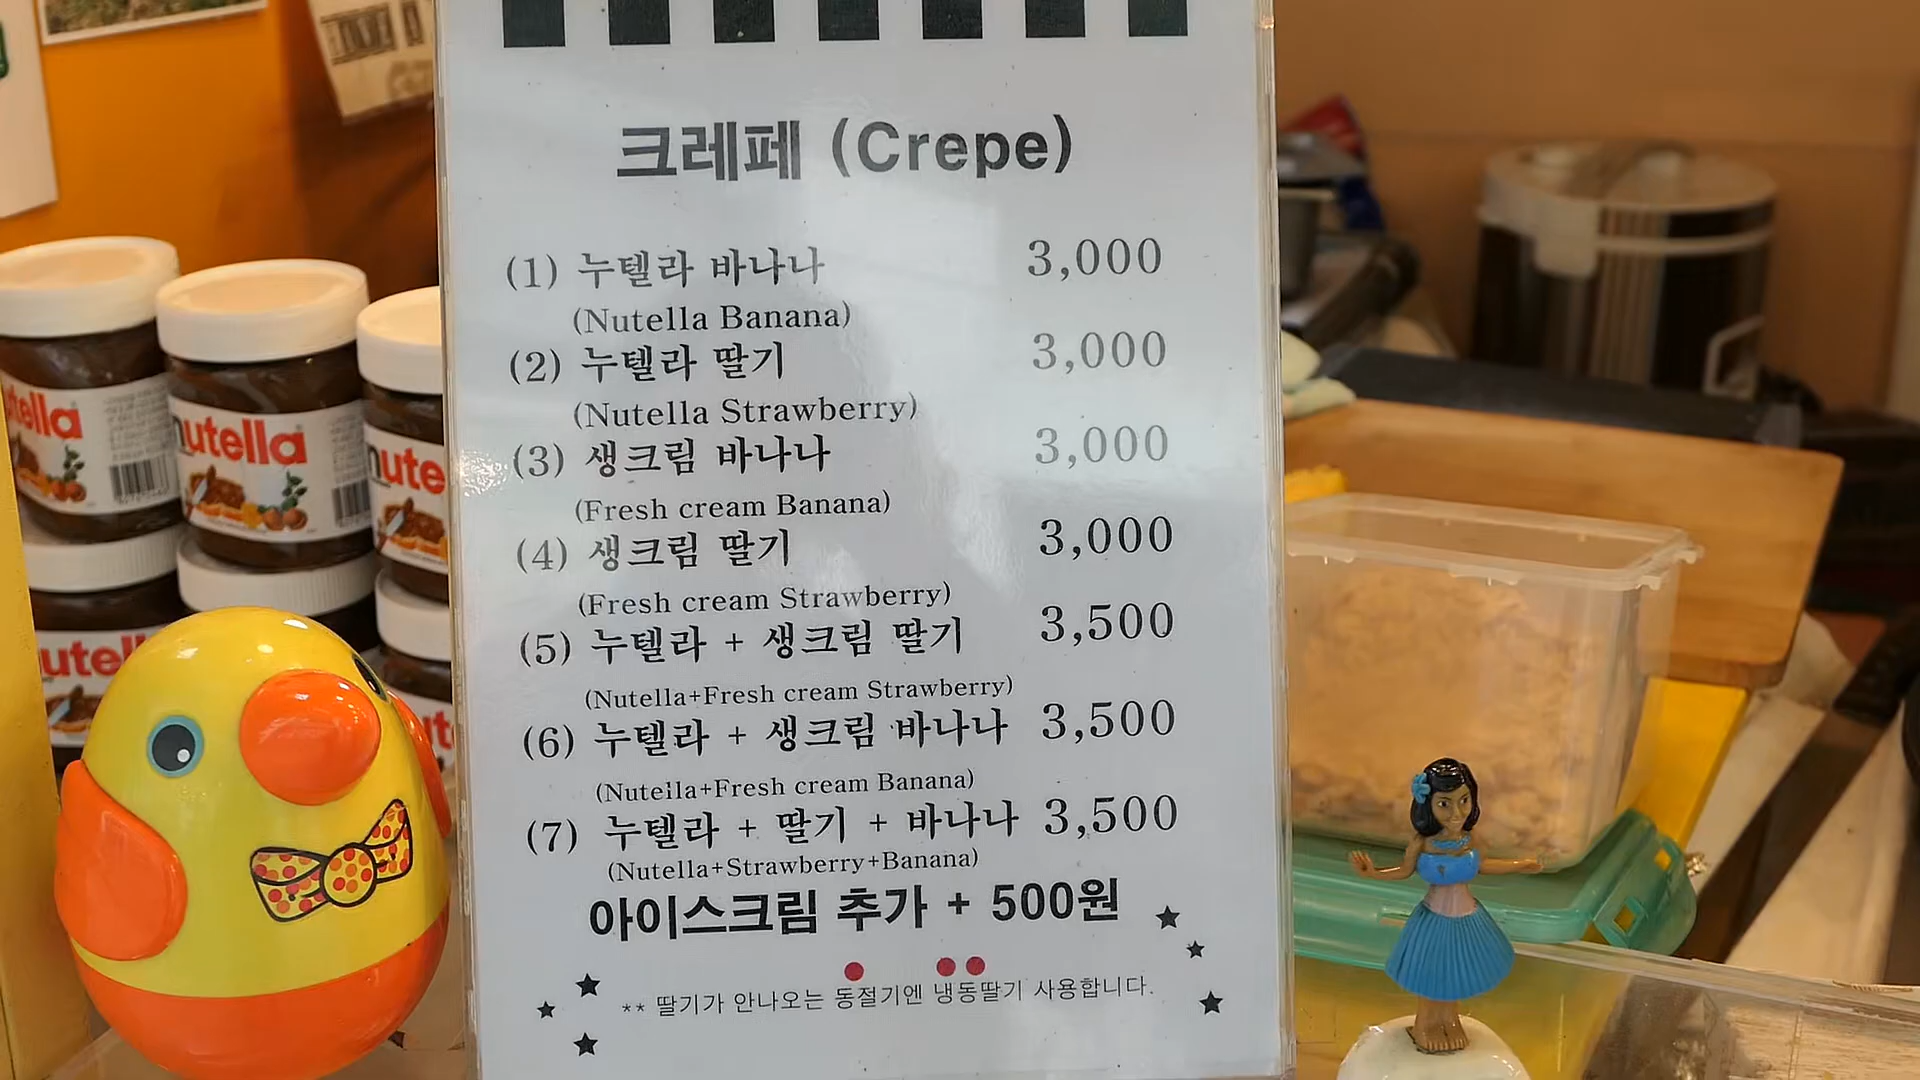 크레페 (Crepe)
(1) 누텔라 바나나 3,000
(Nutella Banana)
(2) 누텔라 딸기 3,000
(Nutella Strawberry)
(3) 생크림 바나나 3,000
(Fresh cream Banana)
(4) 생크림 딸기 3,000
(Fresh cream Strawberry)
(5) 누텔라 + 생크림 딸기 3,500
(Nutella+Fresh cream Strawberry)
(6) 누텔라 + 생크림 바나나 3,500
(Nutella+Fresh cream Banana)
(7) 누텔라 + 딸기 + 바나나 3,500
(Nutella+Strawberry+Banana)
아이스크림 추가 + 500원
** 딸기가 안나오는 동절기엔 냉동딸기 사용합니다.
nutella